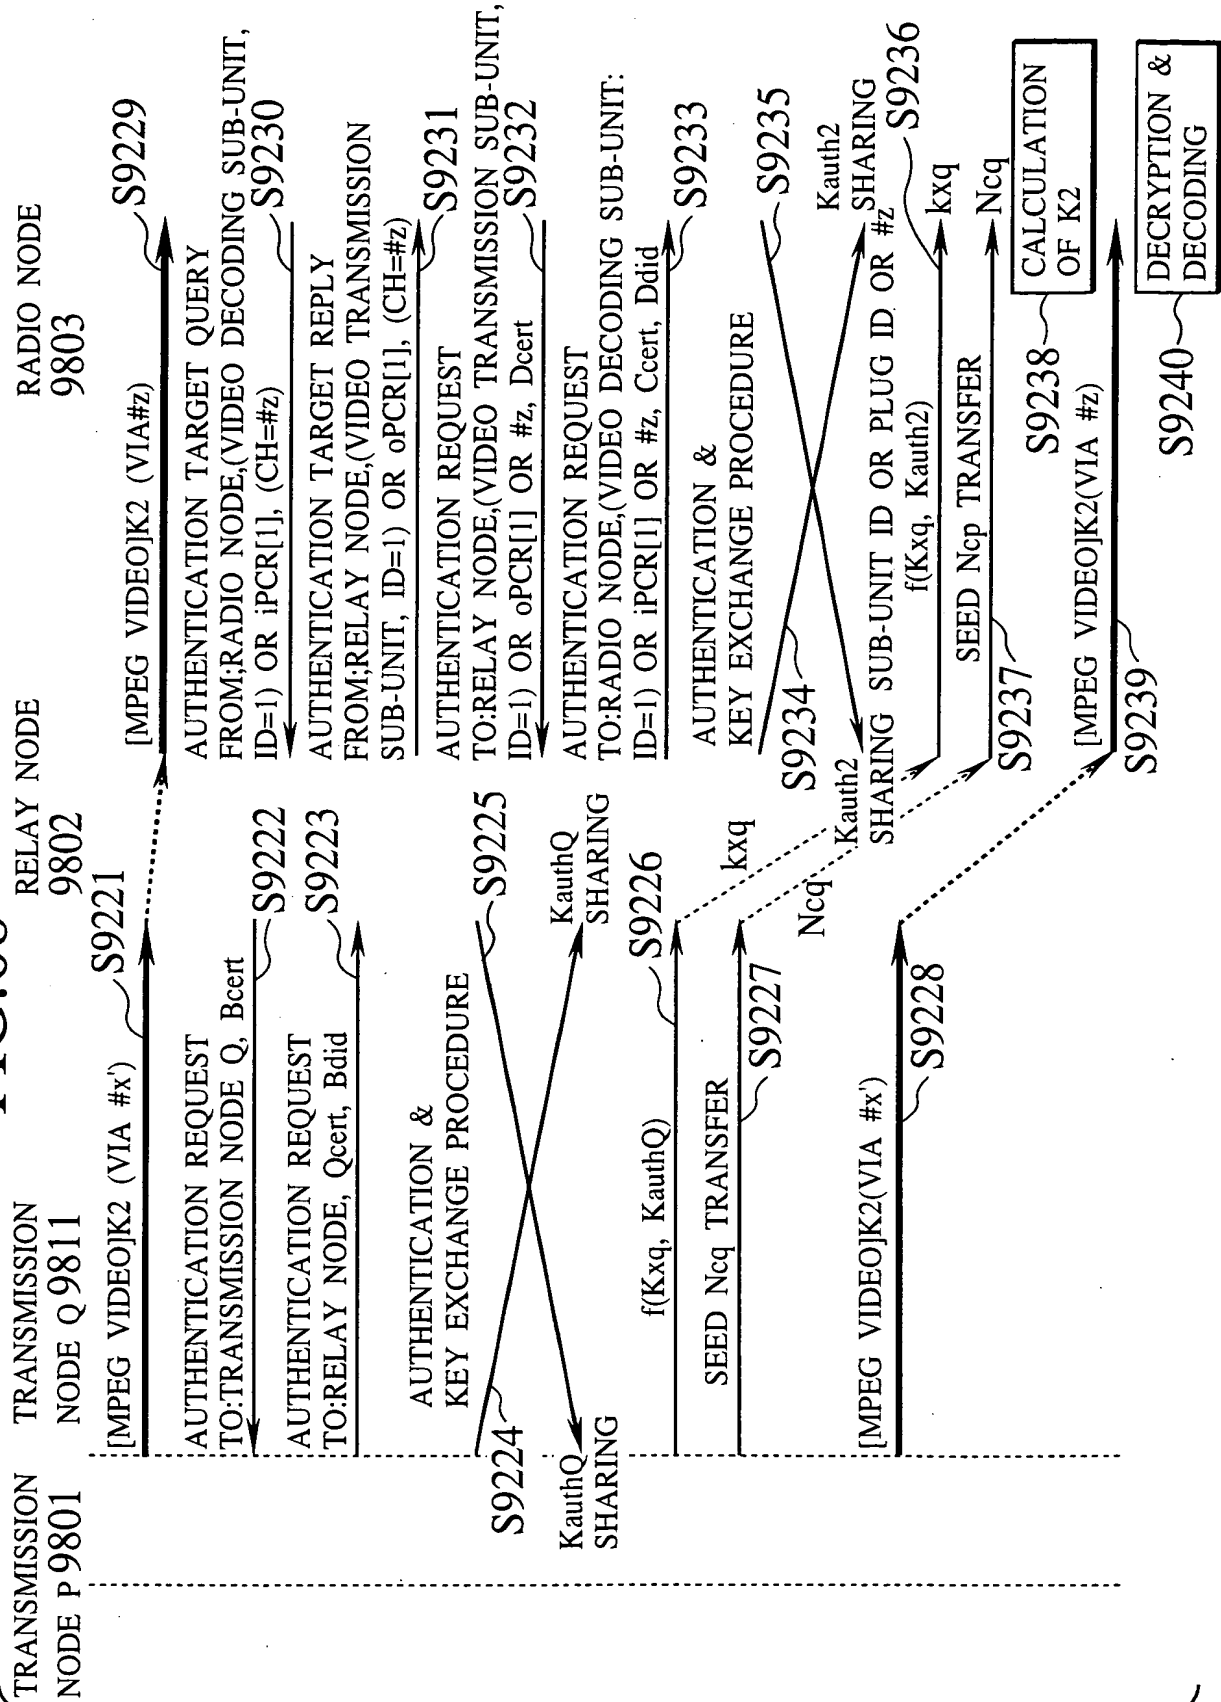 TRANSMISSION
NODE P 9801
TRANSMISSION
NODE Q 9811
RELAY NODE
9802
RADIO NODE
9803
[MPEG VIDEO]K2 (VIA #x')
S9221
AUTHENTICATION REQUEST
TO:TRANSMISSION NODE Q, Bcert
S9222
AUTHENTICATION REQUEST
TO:RELAY NODE, Qcert, Bdid
S9223
AUTHENTICATION &
KEY EXCHANGE PROCEDURE
S9224
S9225
KauthQ
SHARING
KauthQ
SHARING
f(Kxq, KauthQ)
S9226
kxq
SEED Ncq TRANSFER
S9227
Ncq
[MPEG VIDEO]K2(VIA #x')
S9228
[MPEG VIDEO]K2 (VIA#z)
S9229
AUTHENTICATION TARGET QUERY
FROM;RADIO NODE,(VIDEO DECODING SUB-UNIT,
ID=1) OR iPCR[1], (CH=#z)
S9230
AUTHENTICATION TARGET REPLY
FROM;RELAY NODE,(VIDEO TRANSMISSION
SUB-UNIT, ID=1) OR oPCR[1], (CH=#z)
S9231
AUTHENTICATION REQUEST
TO:RELAY NODE,(VIDEO TRANSMISSION SUB-UNIT,
ID=1) OR oPCR[1] OR #z, Dcert
S9232
AUTHENTICATION REQUEST
TO:RADIO NODE,(VIDEO DECODING SUB-UNIT:
ID=1) OR iPCR[1] OR #z, Ccert, Ddid
S9233
AUTHENTICATION &
KEY EXCHANGE PROCEDURE
S9234
S9235
Kauth2
SHARING
Kauth2
SHARING SUB-UNIT ID OR PLUG ID OR #z
f(Kxq, Kauth2)
S9236
kxq
SEED Ncp TRANSFER
S9237
Ncq
S9238
CALCULATION
OF K2
[MPEG VIDEO]K2(VIA #z)
S9239
S9240
DECRYPTION &
DECODING